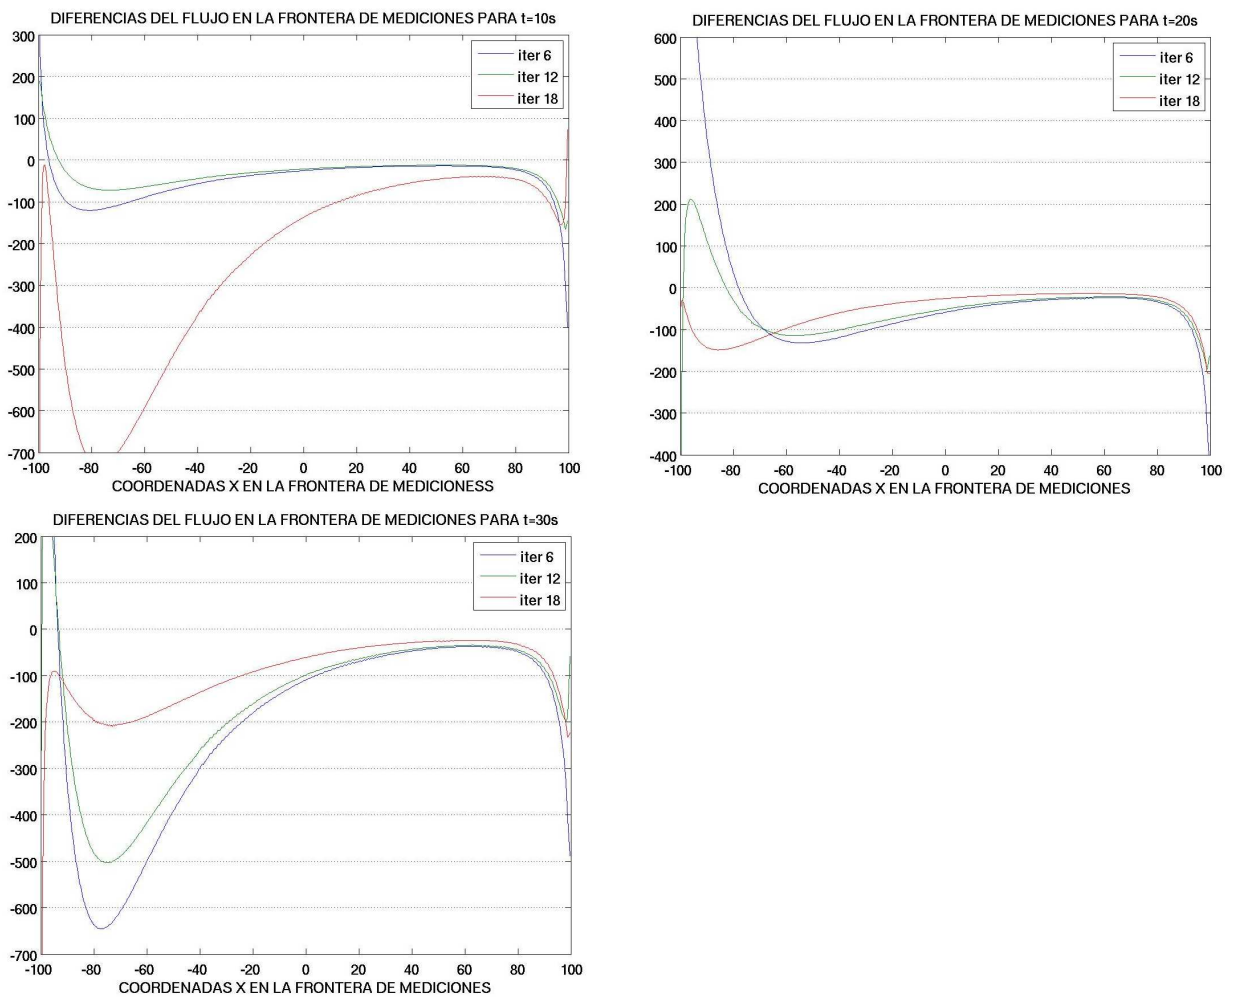 DIFERENCIAS DEL FLUJO EN LA FRONTERA DE MEDICIONES PARA t=10s
300
200
100
0
-100
-200
-300
-400
-500
-600
-700
iter 6
iter 12
iter 18
-100 -80 -60 -40 -20 0 20 40 60 80 100
COORDENADAS X EN LA FRONTERA DE MEDICIONESS
DIFERENCIAS DEL FLUJO EN LA FRONTERA DE MEDICIONES PARA t=20s
600
500
400
300
200
100
0
-100
-200
-300
-400
iter 6
iter 12
iter 18
-100 -80 -60 -40 -20 0 20 40 60 80 100
COORDENADAS X EN LA FRONTERA DE MEDICIONES
DIFERENCIAS DEL FLUJO EN LA FRONTERA DE MEDICIONES PARA t=30s
200
100
0
-100
-200
-300
-400
-500
-600
-700
iter 6
iter 12
iter 18
-100 -80 -60 -40 -20 0 20 40 60 80 100
COORDENADAS X EN LA FRONTERA DE MEDICIONES